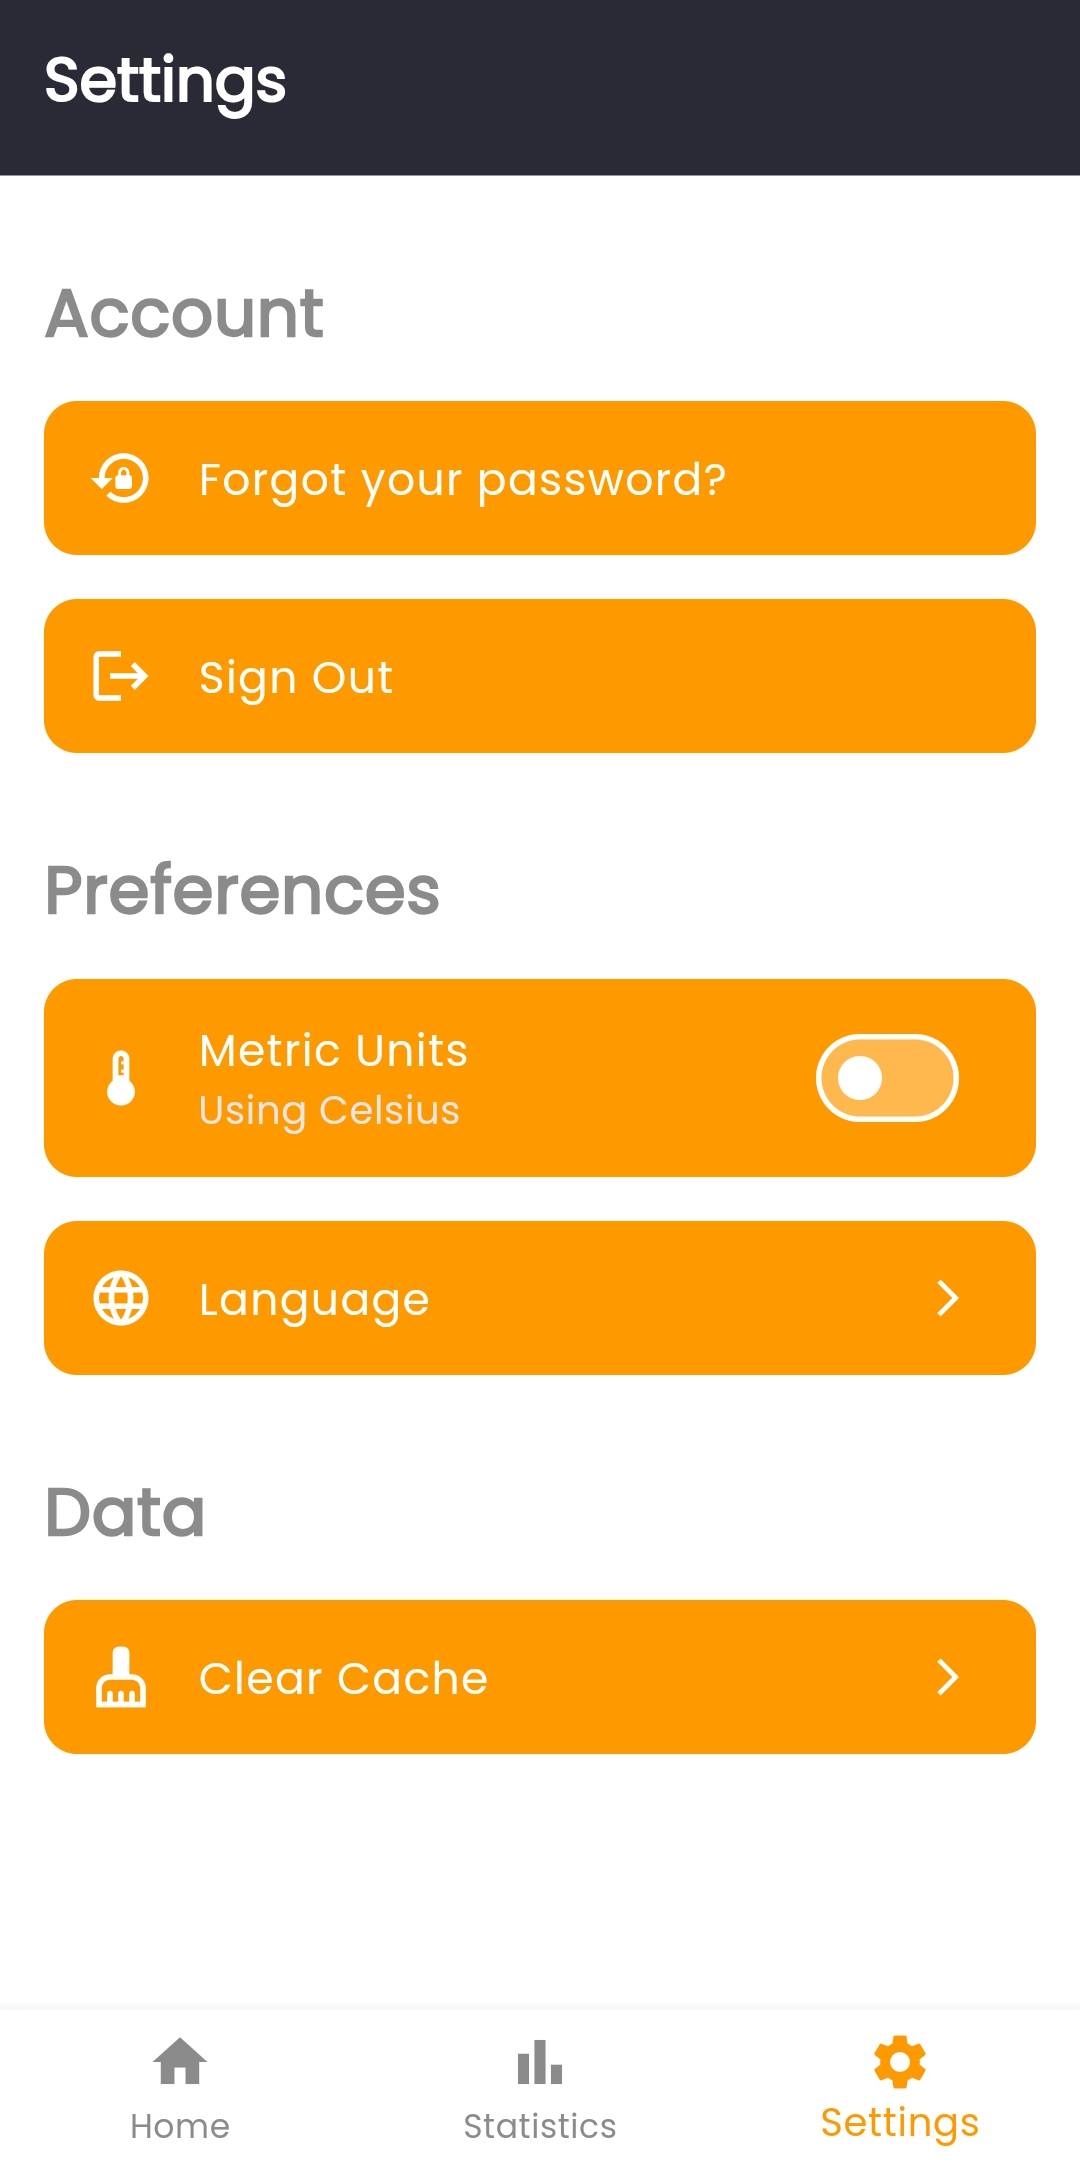 Settings
Account
Forgot your password?
Sign Out
Preferences
Metric Units
Using Celsius
Language
Data
Clear Cache
Home
Statistics
Settings